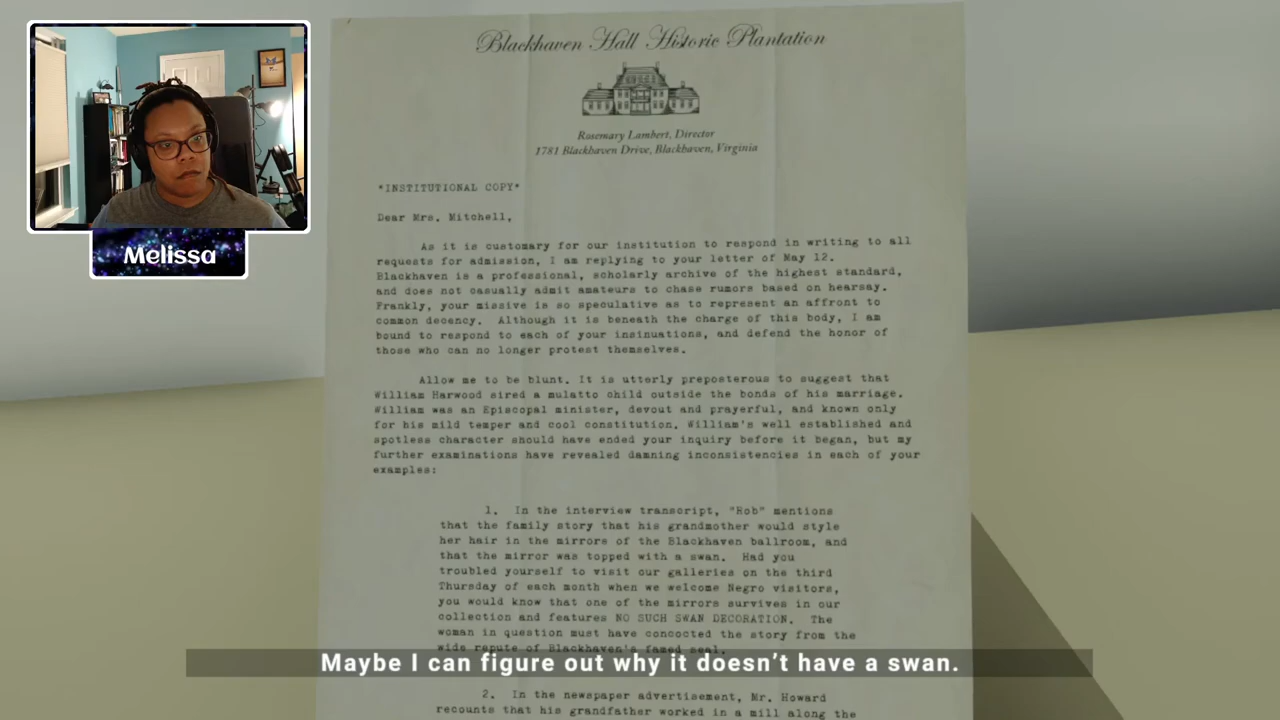 Blackhaven Hall Historic Plantation
Rosemary Lambert, Director
1781 Blackhaven Drive, Blackhaven, Virginia
*INSTITUTIONAL COPY*
Dear Mrs. Mitchell,
As it is customary for our institution to respond in writing to all
requests for admission, I am replying to your letter of May 12.
Blackhaven is a professional, scholarly archive of the highest standard,
and does not casually admit amateurs to chase rumors based on hearsay.
Frankly, your missive is so speculative as to represent an affront to
common decency. Although it is beneath the charge of this body, I am
bound to respond to each of your insinuations, and defend the honor of
those who can no longer protest themselves.
Allow me to be blunt. It is utterly preposterous to suggest that
William Harwood sired a mulatto child outside the bonds of his marriage.
William was an Episcopal minister, devout and prayerful, and known only
for his mild temper and cool constitution. William's well established and
spotless character should have ended your inquiry before it began, but my
further examinations have revealed damning inconsistencies in each of your
examples:
1. In the interview transcript, "Hob" mentions
that the family story that his grandmother would style
her hair in the mirrors of the Blackhaven ballroom, and
that the mirror was topped with a swan. Had you
troubled yourself to visit our galleries on the third
Thursday of each month when we welcome Negro visitors,
you would know that one of the mirrors survives in our
collection and features NO SUCH SWAN DECORATION. The
woman in question must have concocted the story from the
wide repute of Blackhaven's famed seal.
2. In the newspaper advertisement, Mr. Howard
recounts that his grandfather worked in a mill along the
Melissa
Maybe I can figure out why it doesn't have a swan.